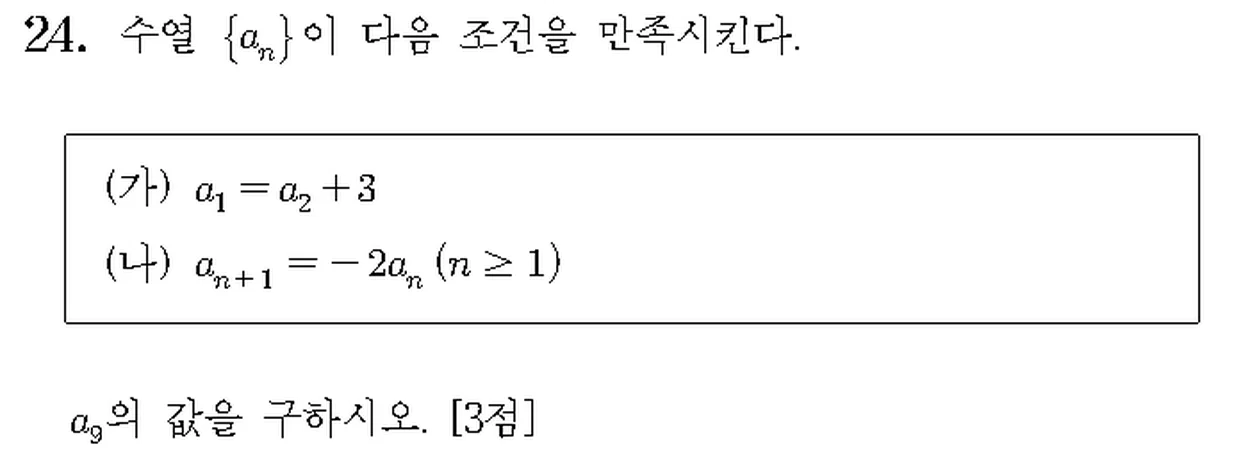 24. 수열 {aₙ}이 다음 조건을 만족시킨다.
(가) a₁ = a₂ + 3
(나) aₙ₊₁ = − 2aₙ (n ≥ 1)
a₉의 값을 구하시오. [3점]